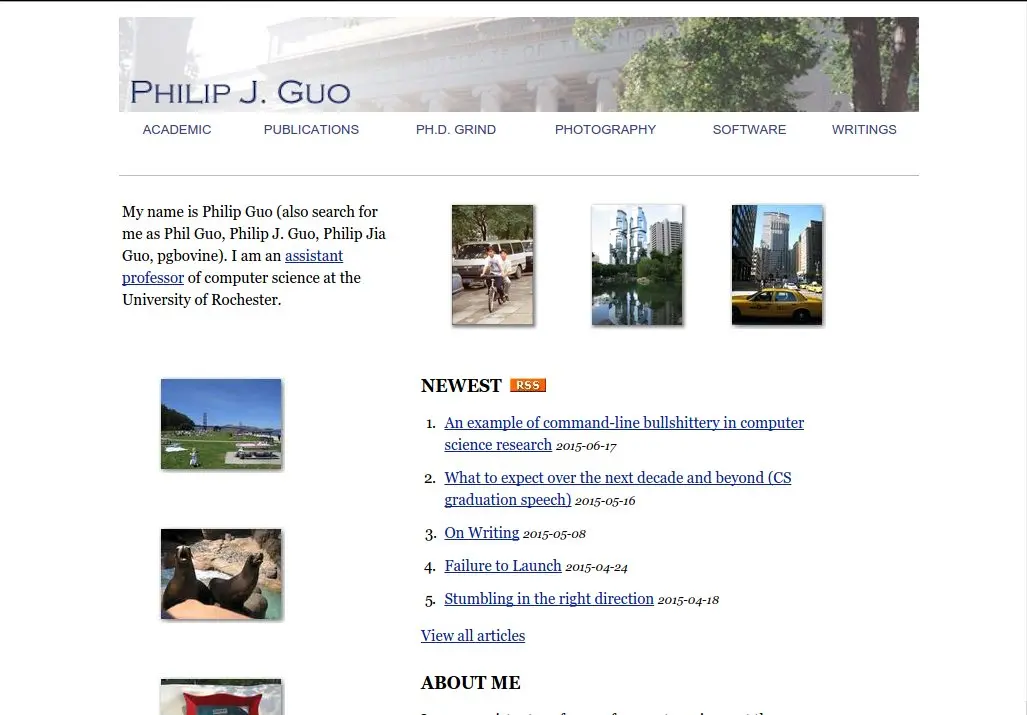 PHILIP J. GUO
ACADEMIC PUBLICATIONS PH.D. GRIND PHOTOGRAPHY SOFTWARE WRITINGS
My name is Philip Guo (also search for
me as Phil Guo, Philip J. Guo, Philip Jia
Guo, pgbovine). I am an assistant
professor of computer science at the
University of Rochester.
NEWEST RSS
1. An example of command-line bullshittery in computer
science research 2015-06-17
2. What to expect over the next decade and beyond (CS
graduation speech) 2015-05-16
3. On Writing 2015-05-08
4. Failure to Launch 2015-04-24
5. Stumbling in the right direction 2015-04-18
View all articles
ABOUT ME